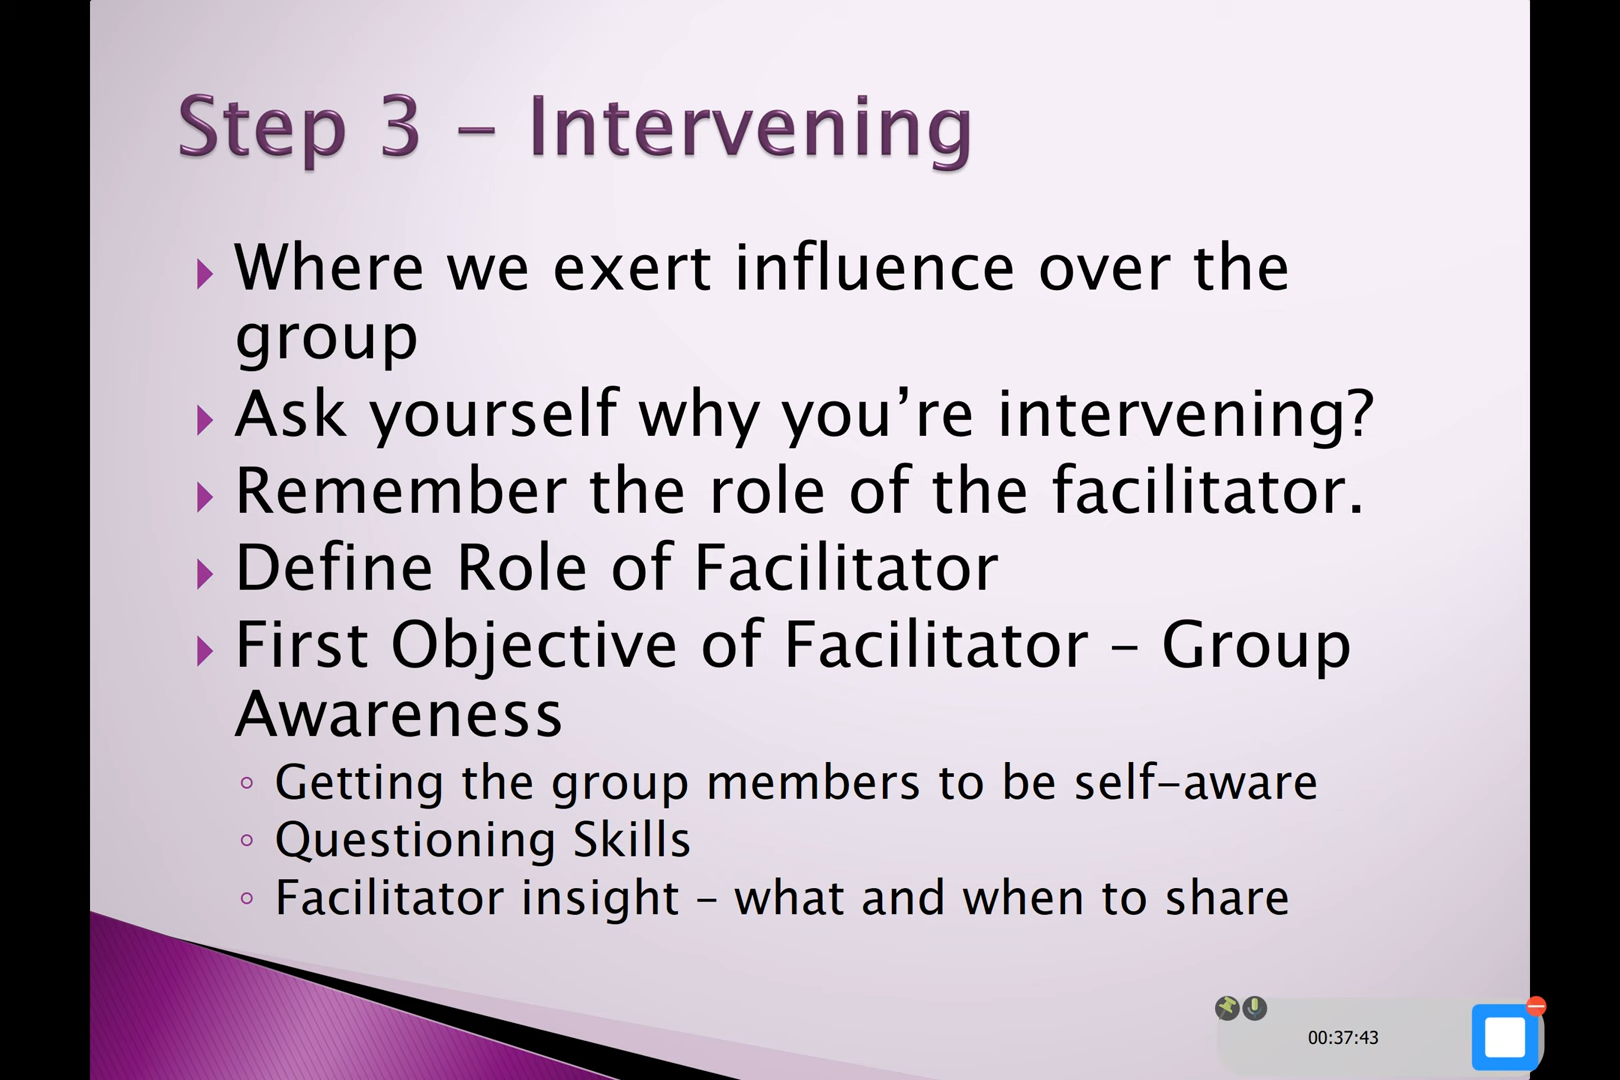 Step 3 – Intervening
Where we exert influence over the
group
Ask yourself why you’re intervening?
Remember the role of the facilitator.
Define Role of Facilitator
First Objective of Facilitator – Group
Awareness
Getting the group members to be self-aware
Questioning Skills
Facilitator insight – what and when to share
00:37:43